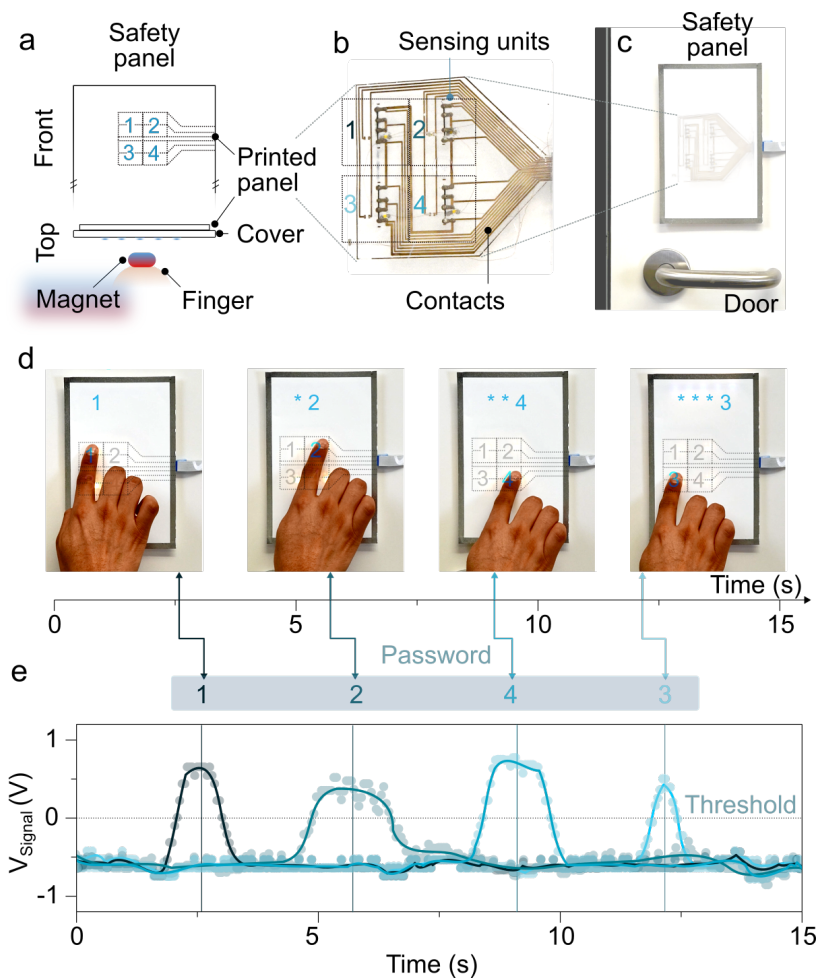 a
Safety
panel
Front
1 2
3 4
Printed
panel
Top
Cover
Magnet
Finger
b
Sensing units
1 2
3 4
Contacts
c
Safety
panel
Door
d
1
1 2
* 2
1 2
3
* * 4
1 2
3 4
* * * 3
1 2
3 4
Time (s)
0 5 10 15
Password
1 2 4 3
e
V Signal (V)
1
0
-1
Threshold
0 5 10 15
Time (s)